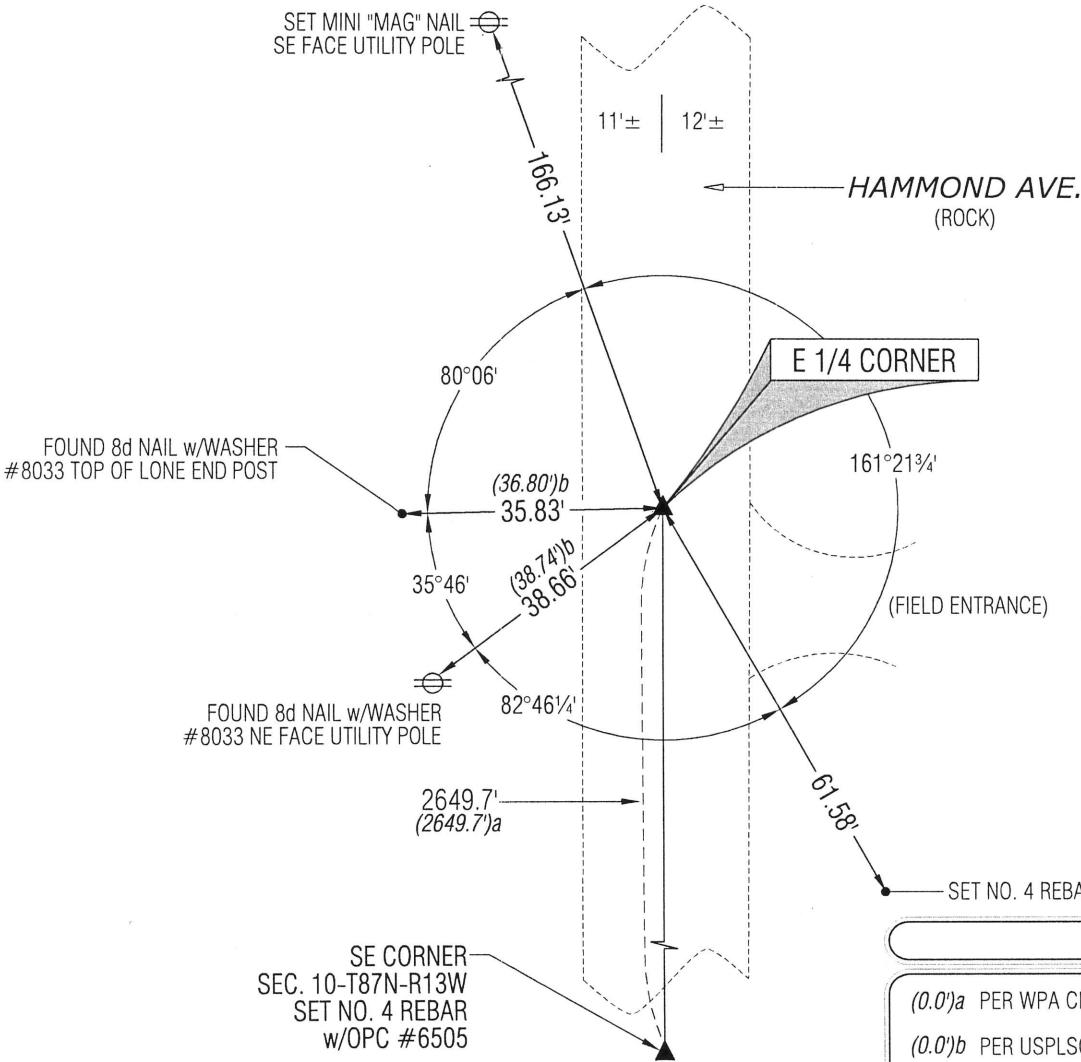 SET MINI "MAG" NAIL
SE FACE UTILITY POLE
11'±
12'±
166.13'
HAMMOND AVE.
(ROCK)
E 1/4 CORNER
80°06'
161°21¾'
FOUND 8d NAIL w/WASHER
#8033 TOP OF LONE END POST
(36.80')b
35.83'
(38.74')b
38.66'
35°46'
(FIELD ENTRANCE)
82°46¼'
FOUND 8d NAIL w/WASHER
#8033 NE FACE UTILITY POLE
2649.7'
(2649.7')a
61.58'
SET NO. 4 REBA
SE CORNER
SEC. 10-T87N-R13W
SET NO. 4 REBAR
w/OPC #6505
(0.0')a PER WPA C
(0.0')b PER USPLS